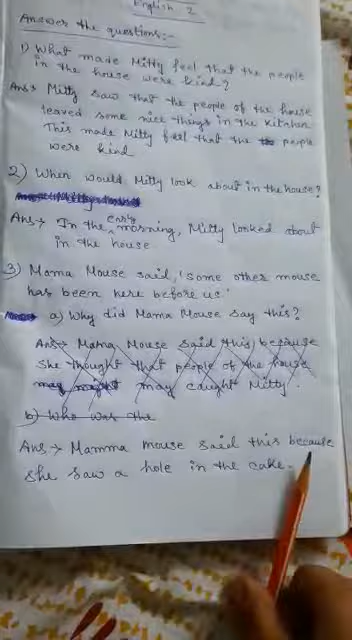 English 2
Answer the questions:-
1) What made Mitty feel that the people
in the house were kind?
Ans:→ Mitty saw that the people of the house
leaved some nice things in the kitchen
This made Mitty feel that the people
were kind
2) When would Mitty look about in the house?
Ans:→ In the early morning, Mitty looked about
in the house
3) Mama Mouse said, 'some other mouse
has been here before us.'
a) Why did Mama Mouse say this?
Ans:→ Mama Mouse said this because
she thought that people of the house
may caught Mitty.
b) Who was the
Ans:→ Mamma mouse said this because
she saw a hole in the cake.